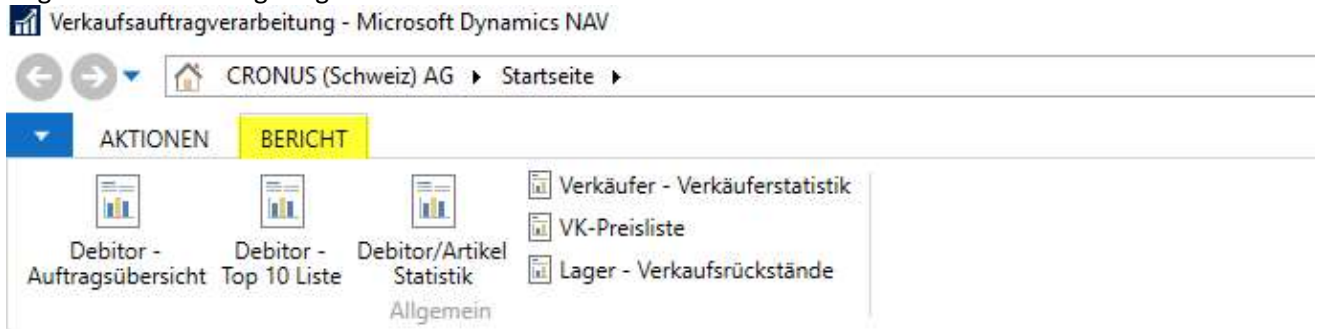 Verkaufsauftragverarbeitung - Microsoft Dynamics NAV
CRONUS (Schweiz) AG ▸ Startseite ▸
AKTIONEN BERICHT
Debitor -
Auftragsübersicht
Debitor -
Top 10 Liste
Debitor/Artikel
Statistik
Verkäufer - Verkäuferstatistik
VK-Preisliste
Lager - Verkaufsrückstände
Allgemein